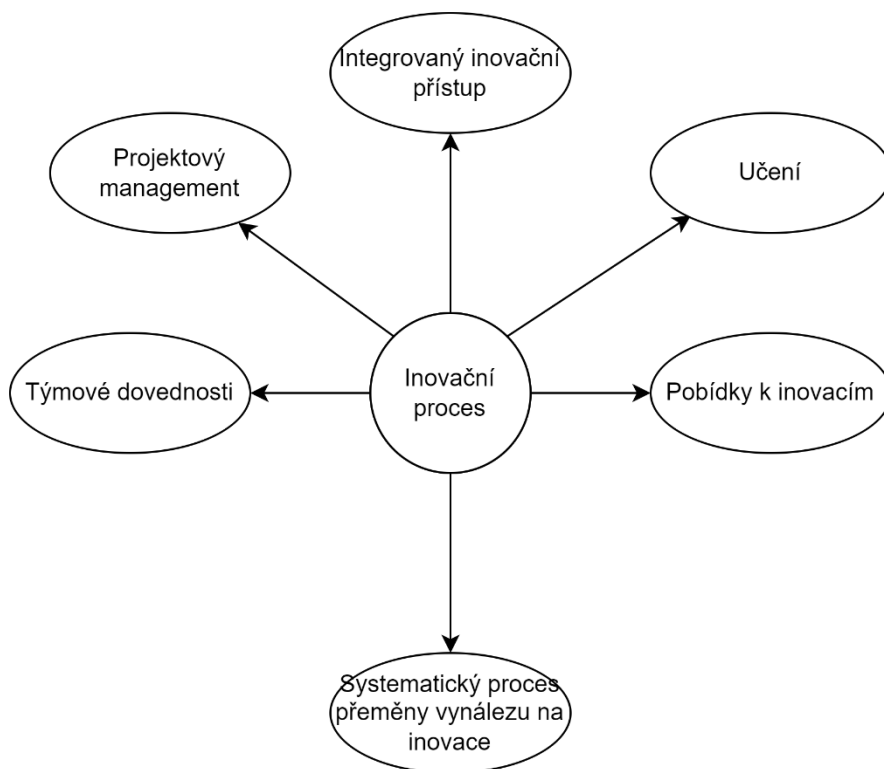 Integrovaný inovační
přístup
Projektový
management
Učení
Týmové dovednosti
Inovační
proces
Pobídky k inovacím
Systematický proces
přeměny vynálezu na
inovace